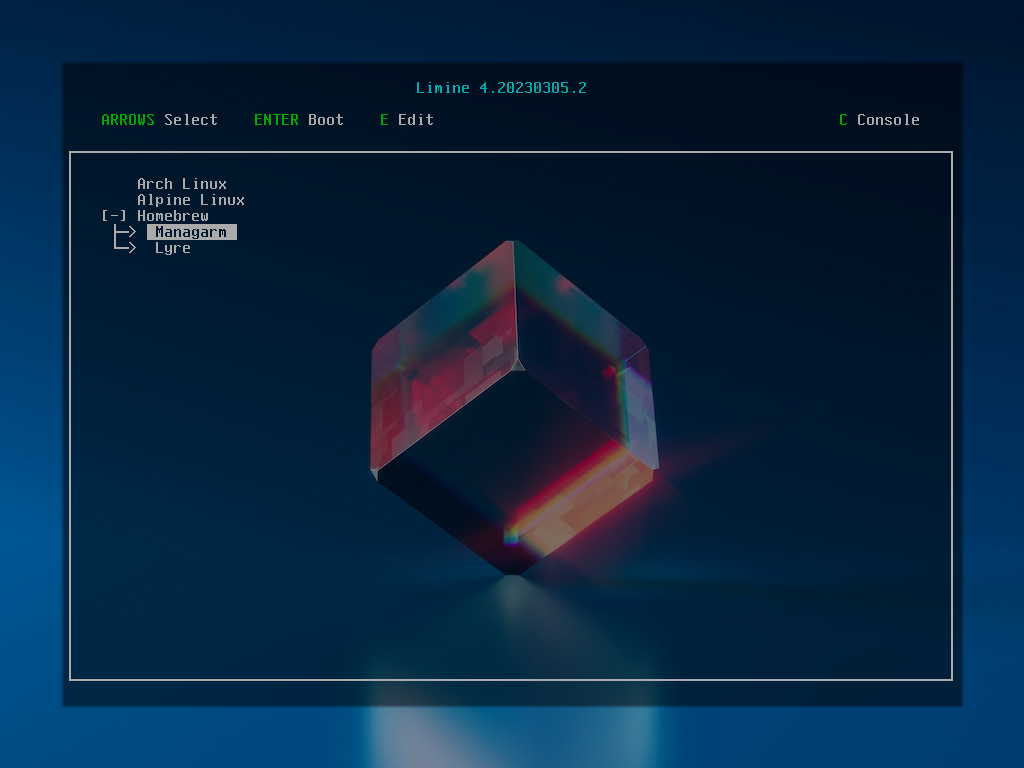 Limine 4.20230305.2
ARROWS Select ENTER Boot E Edit C Console
Arch Linux
Alpine Linux
[-] Homebrew
Managarm
Lyre